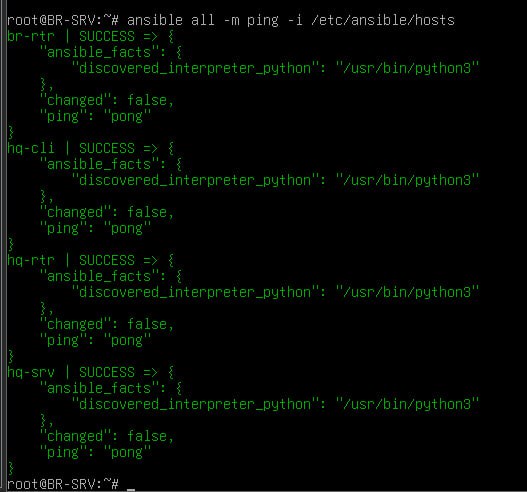 root@BR-SRV:~# ansible all -m ping -i /etc/ansible/hosts
br-rtr | SUCCESS => {
    "ansible_facts": {
        "discovered_interpreter_python": "/usr/bin/python3"
    },
    "changed": false,
    "ping": "pong"
}
hq-cli | SUCCESS => {
    "ansible_facts": {
        "discovered_interpreter_python": "/usr/bin/python3"
    },
    "changed": false,
    "ping": "pong"
}
hq-rtr | SUCCESS => {
    "ansible_facts": {
        "discovered_interpreter_python": "/usr/bin/python3"
    },
    "changed": false,
    "ping": "pong"
}
hq-srv | SUCCESS => {
    "ansible_facts": {
        "discovered_interpreter_python": "/usr/bin/python3"
    },
    "changed": false,
    "ping": "pong"
}
root@BR-SRV:~# _